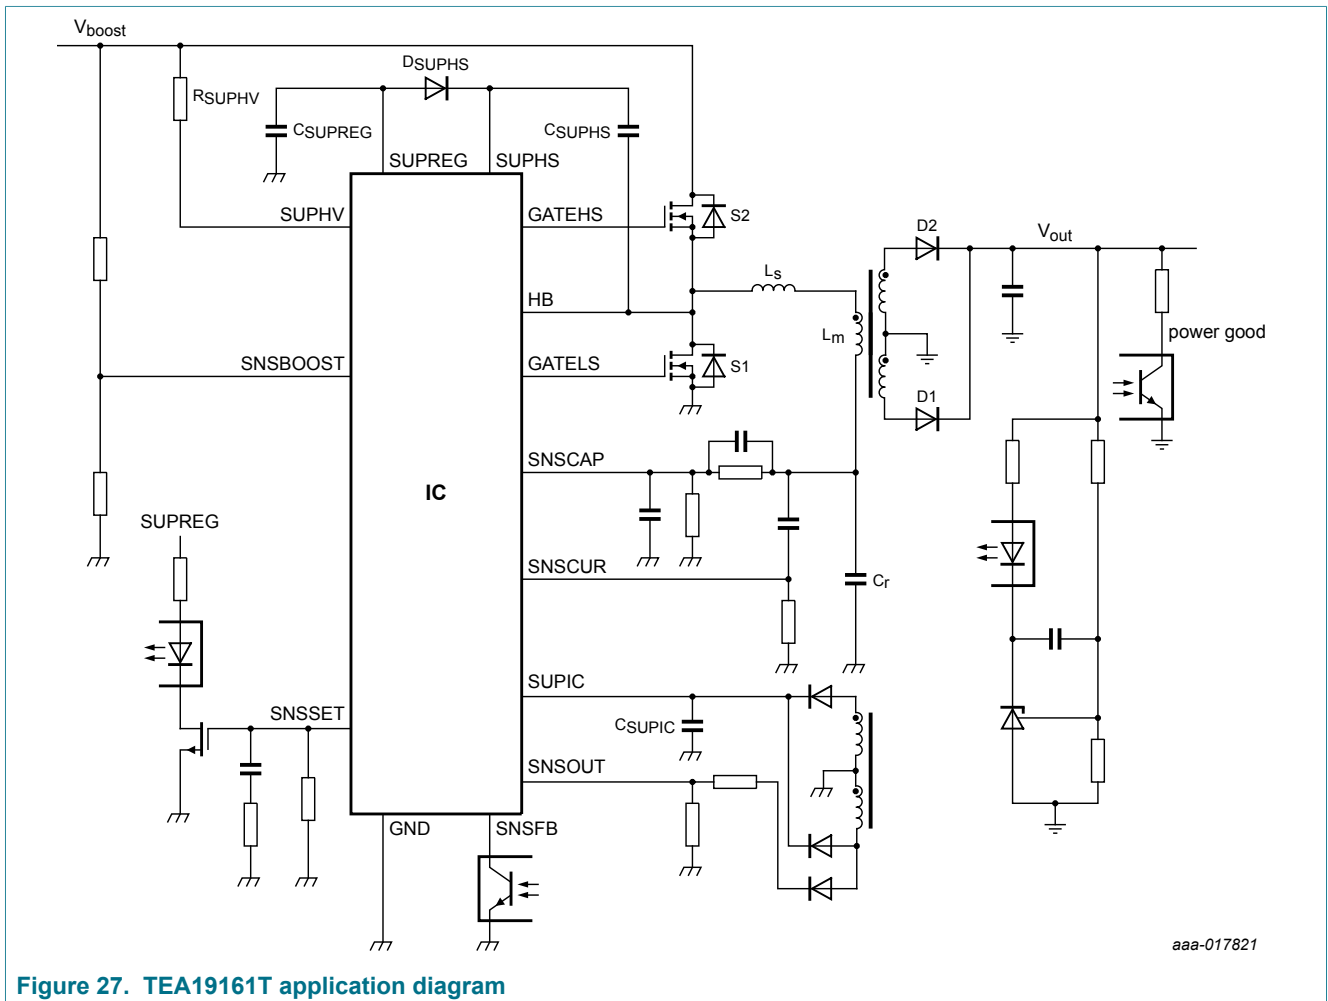 Vboost
DSUPHS
RSUPHV
CSUPREG
CSUPHS
SUPREG
SUPHS
SUPHV
GATEHS
S2
D2
Vout
Ls
HB
power good
Lm
SNSBOOST
GATELS
S1
D1
SNSCAP
IC
SUPREG
SNSCUR
Cr
SUPIC
SNSSET
CSUPIC
SNSOUT
GND
SNSFB
aaa-017821
Figure 27. TEA19161T application diagram